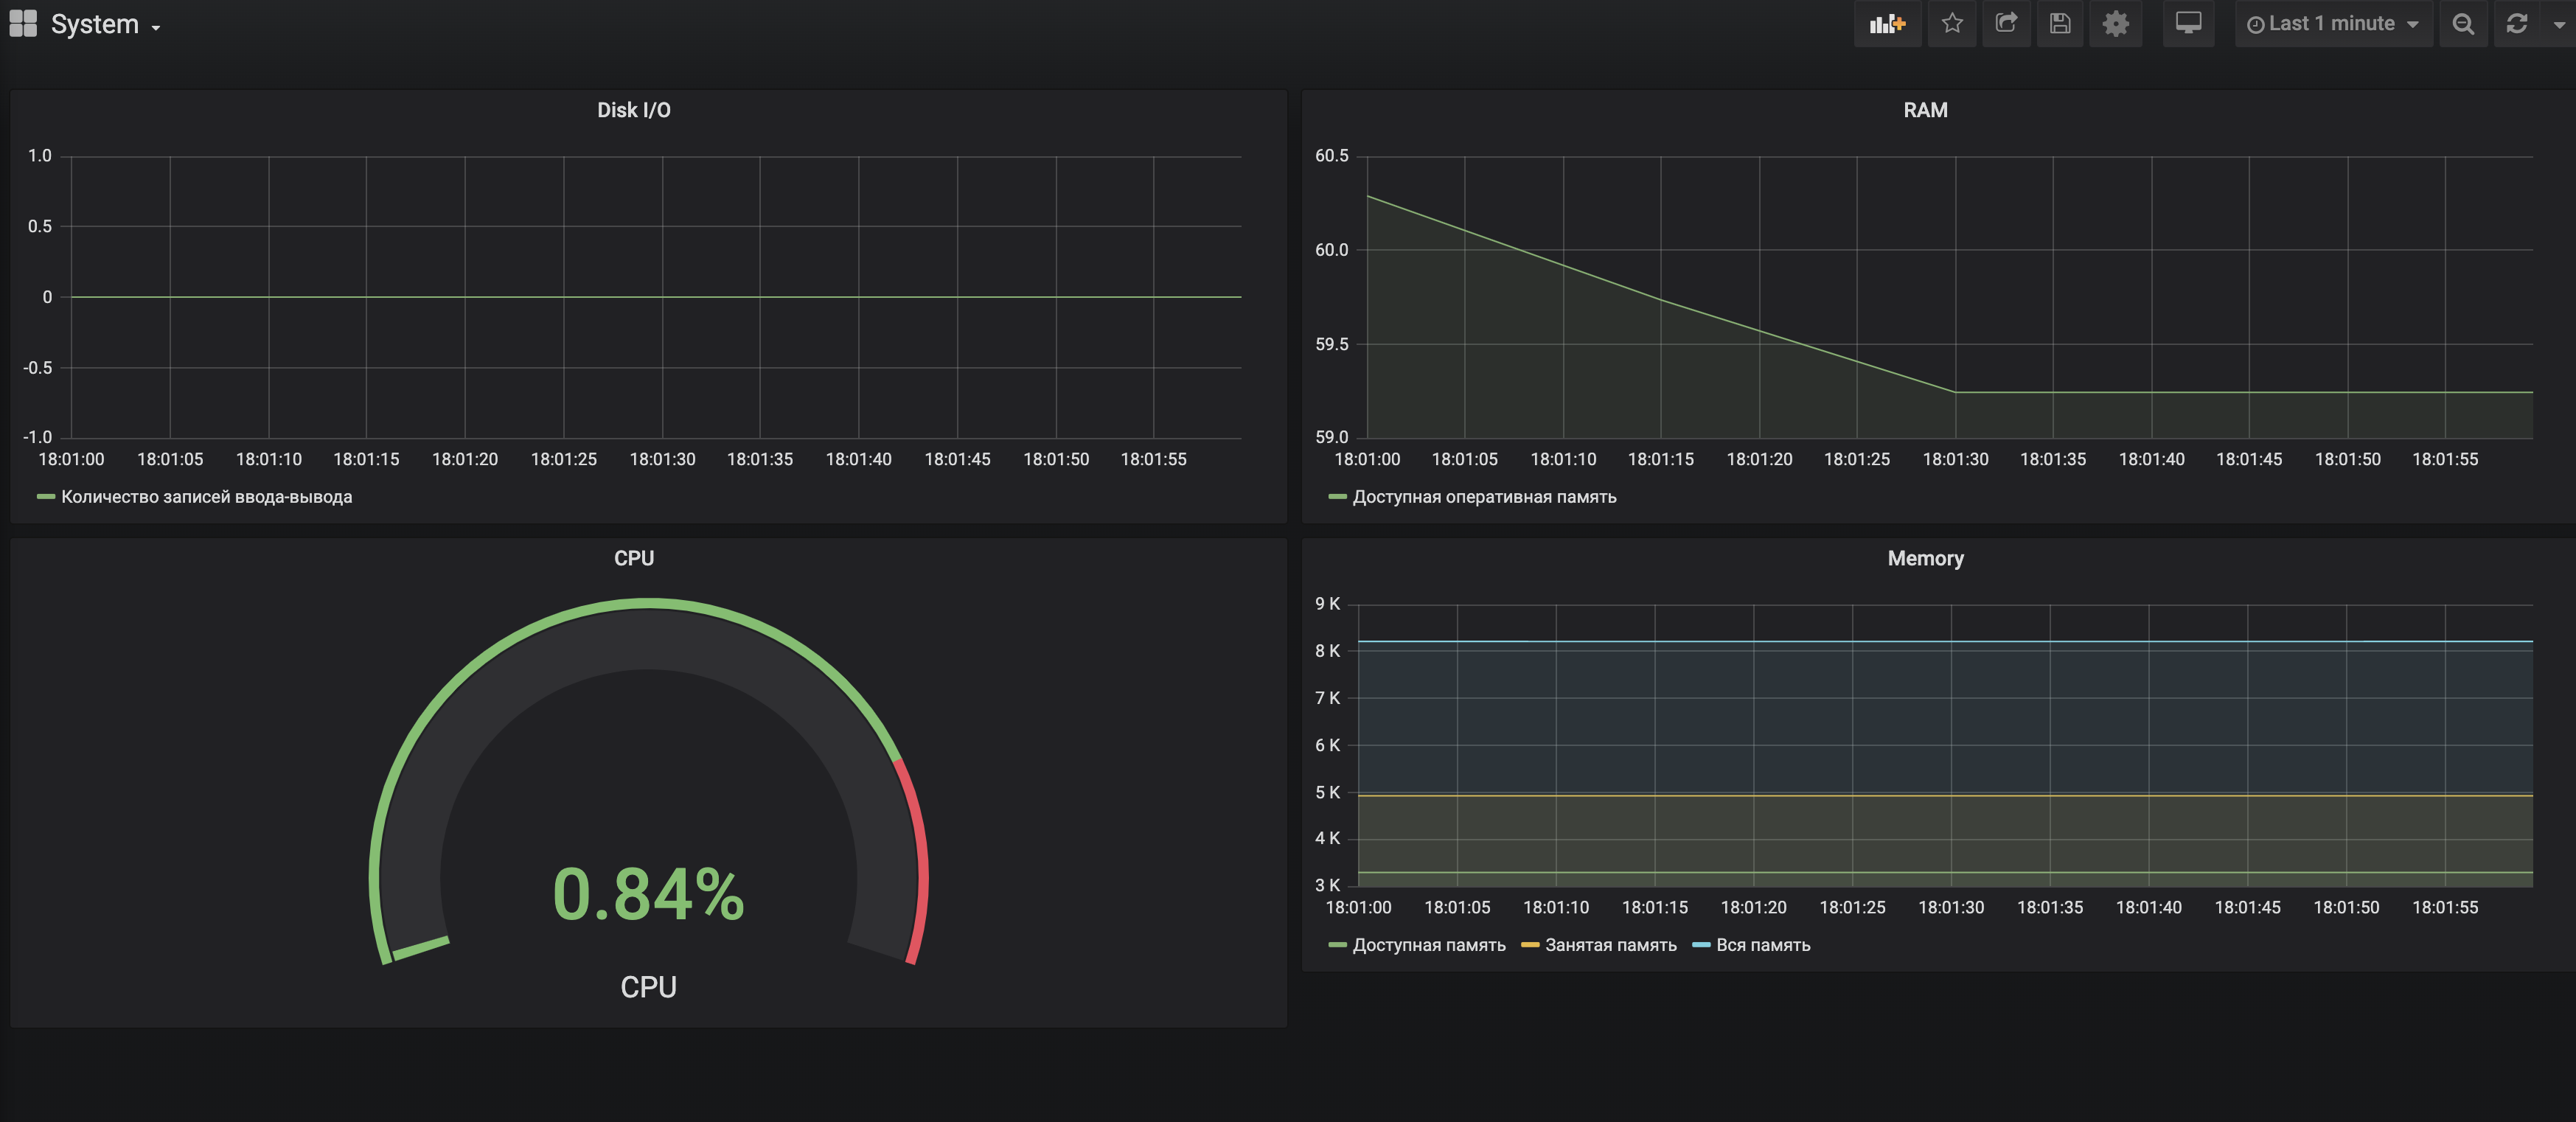 System
Last 1 minute
Disk I/O
1.0
0.5
0
-0.5
-1.0
18:01:00 18:01:05 18:01:10 18:01:15 18:01:20 18:01:25 18:01:30 18:01:35 18:01:40 18:01:45 18:01:50 18:01:55
Количество записей ввода-вывода
RAM
60.5
60.0
59.5
59.0
18:01:00 18:01:05 18:01:10 18:01:15 18:01:20 18:01:25 18:01:30 18:01:35 18:01:40 18:01:45 18:01:50 18:01:55
Доступная оперативная память
CPU
0.84%
CPU
Memory
9 K
8 K
7 K
6 K
5 K
4 K
3 K
18:01:00 18:01:05 18:01:10 18:01:15 18:01:20 18:01:25 18:01:30 18:01:35 18:01:40 18:01:45 18:01:50 18:01:55
Доступная память Занятая память Вся память